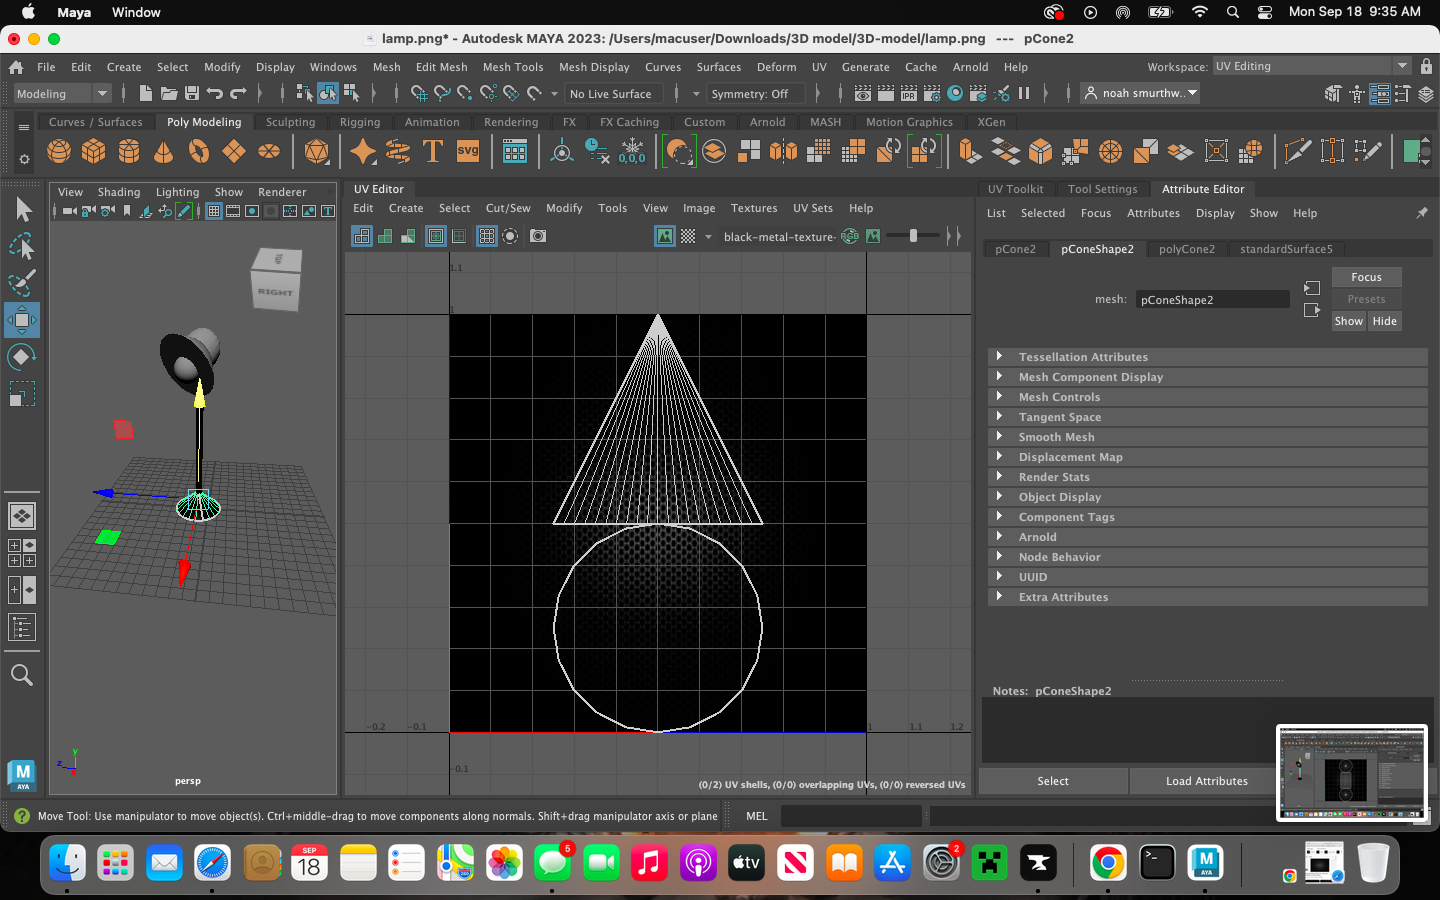 Maya Window Mon Sep 18 9:35 AM
lamp.png* - Autodesk MAYA 2023: /Users/macuser/Downloads/3D model/3D-model/lamp.png --- pCone2
File Edit Create Select Modify Display Windows Mesh Edit Mesh Mesh Tools Mesh Display Curves Surfaces Deform UV Generate Cache Arnold Help Workspace: UV Editing
Modeling No Live Surface Symmetry: Off IPR noah smurthw..
Curves / Surfaces Poly Modeling Sculpting Rigging Animation Rendering FX FX Caching Custom Arnold MASH Motion Graphics XGen
T SVG 0,0,0
View Shading Lighting Show Renderer
UV Editor
UV Toolkit Tool Settings Attribute Editor
Edit Create Select Cut/Sew Modify Tools View Image Textures UV Sets Help
List Selected Focus Attributes Display Show Help
black-metal-texture- RGB
pCone2 pConeShape2 polyCone2 standardSurface5
RIGHT
1.1
1
mesh: pConeShape2
Focus
Presets
Show Hide
Tessellation Attributes
Mesh Component Display
Mesh Controls
Tangent Space
Smooth Mesh
Displacement Map
Render Stats
Object Display
Component Tags
Arnold
Node Behavior
UUID
Extra Attributes
Notes: pConeShape2
-0.2 -0.1 1 1.1 1.2
-0.1
y
z
persp
(0/2) UV shells, (0/0) overlapping UVs, (0/0) reversed UVs
Select Load Attributes
M
AYA
Move Tool: Use manipulator to move object(s). Ctrl+middle-drag to move components along normals. Shift+drag manipulator axis or plane
MEL
SEP
18
5
tv
2
M
AYA